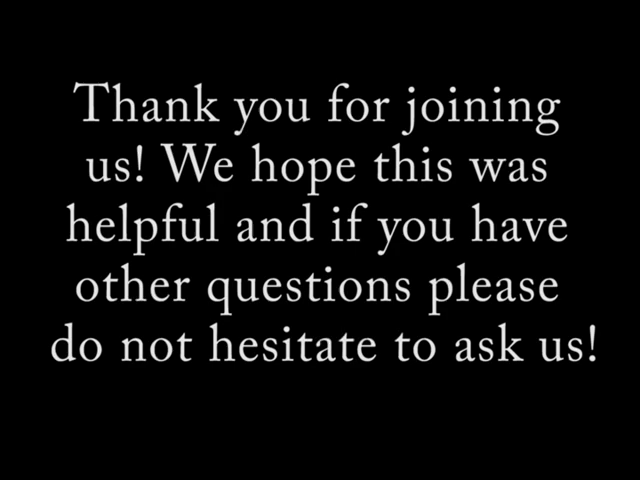 Thank you for joining
us! We hope this was
helpful and if you have
other questions please
do not hesitate to ask us!